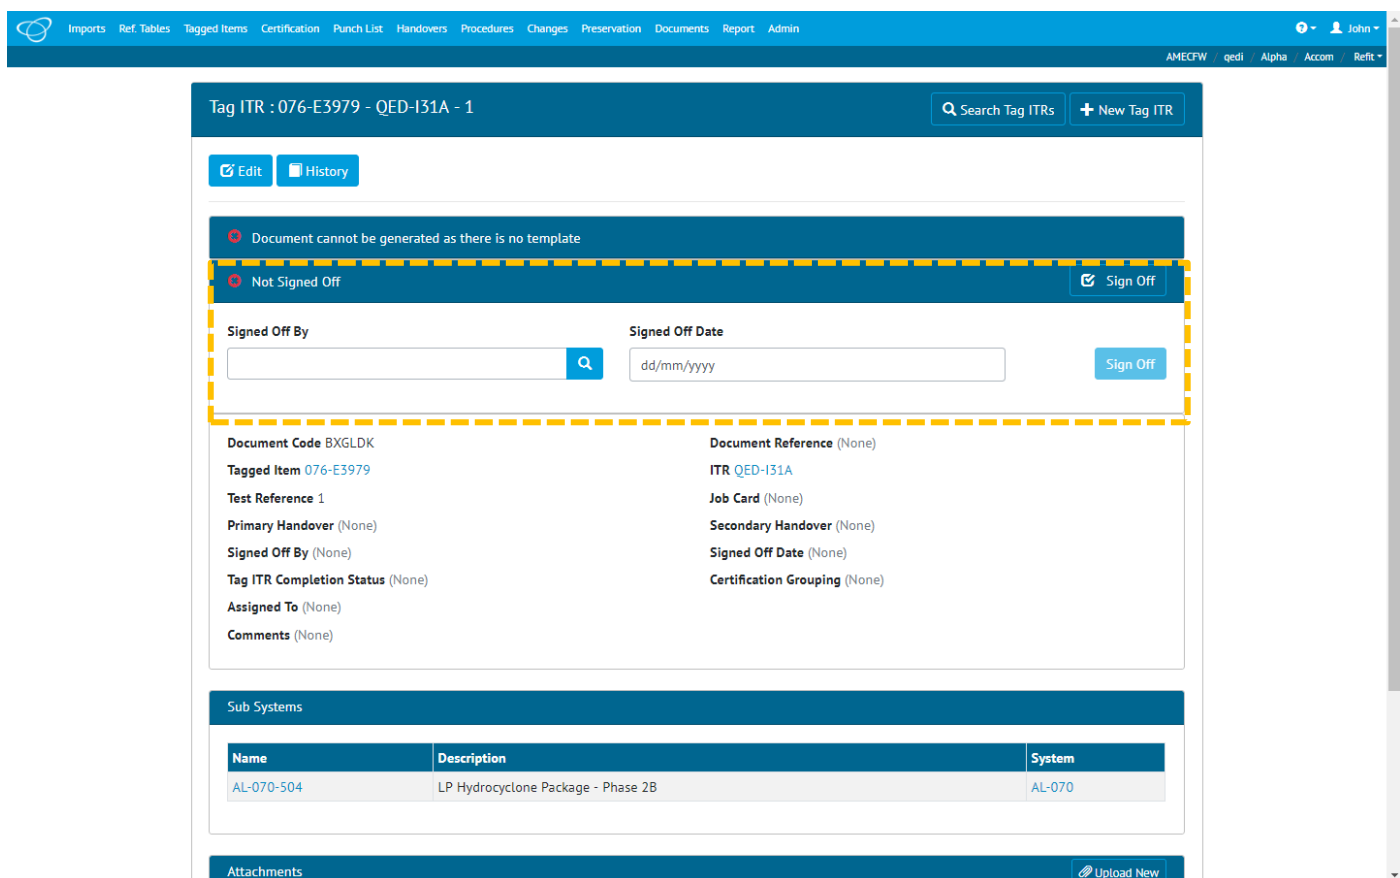 Imports Ref. Tables Tagged Items Certification Punch List Handovers Procedures Changes Preservation Documents Report Admin John
AMECFW / qedi / Alpha / Accom / Refit
Tag ITR : 076-E3979 - QED-I31A - 1 Search Tag ITRs New Tag ITR
Edit History
Document cannot be generated as there is no template
Not Signed Off Sign Off
Signed Off By Signed Off Date
dd/mm/yyyy Sign Off
Document Code BXGLDK Document Reference (None)
Tagged Item 076-E3979 ITR QED-I31A
Test Reference 1 Job Card (None)
Primary Handover (None) Secondary Handover (None)
Signed Off By (None) Signed Off Date (None)
Tag ITR Completion Status (None) Certification Grouping (None)
Assigned To (None)
Comments (None)
Sub Systems
Name Description System
AL-070-504 LP Hydrocyclone Package - Phase 2B AL-070
Attachments Upload New